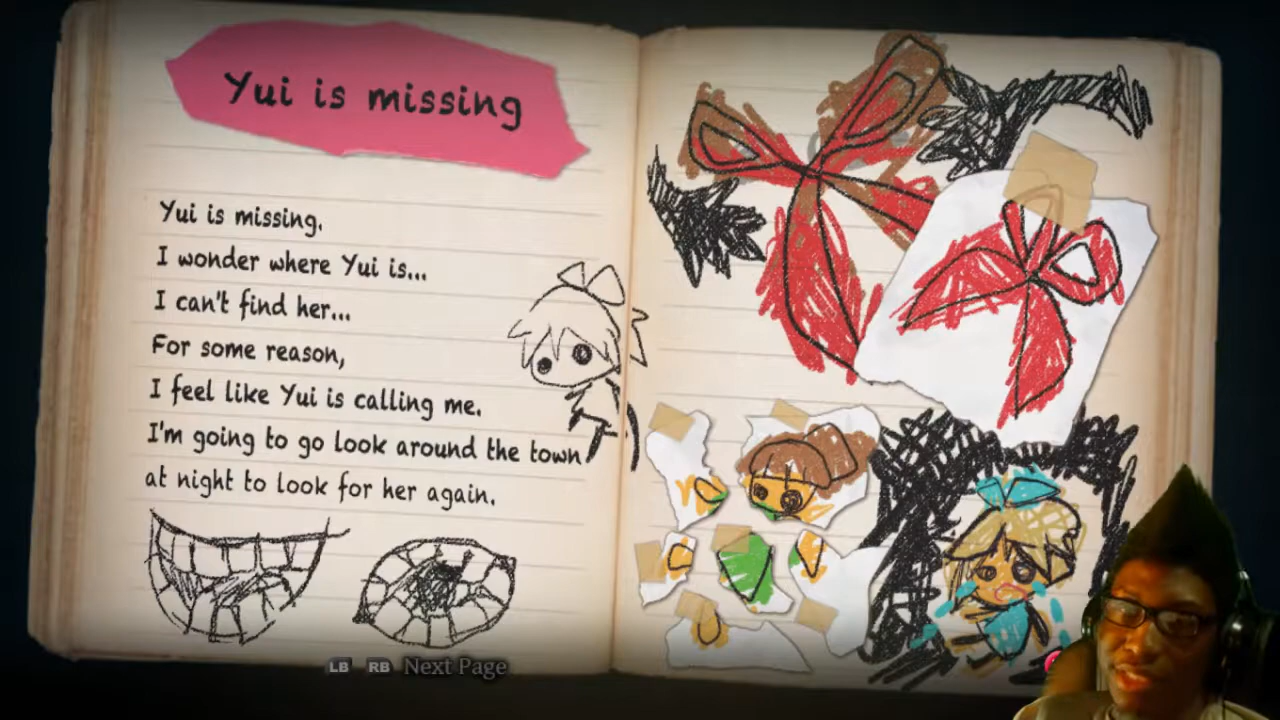 Yui is missing
Yui is missing.
I wonder where Yui is...
I can't find her...
For some reason,
I feel like Yui is calling me.
I'm going to go look around the town
at night to look for her again.
LB RB Next Page